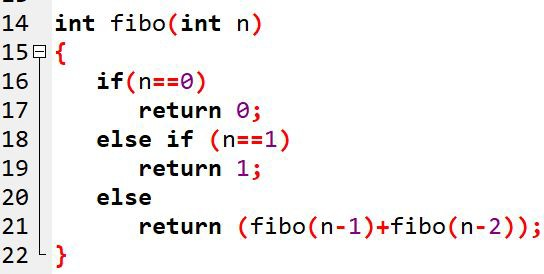 14 int fibo(int n)
15 {
16 if(n==0)
17 return 0;
18 else if (n==1)
19 return 1;
20 else
21 return (fibo(n-1)+fibo(n-2));
22 }